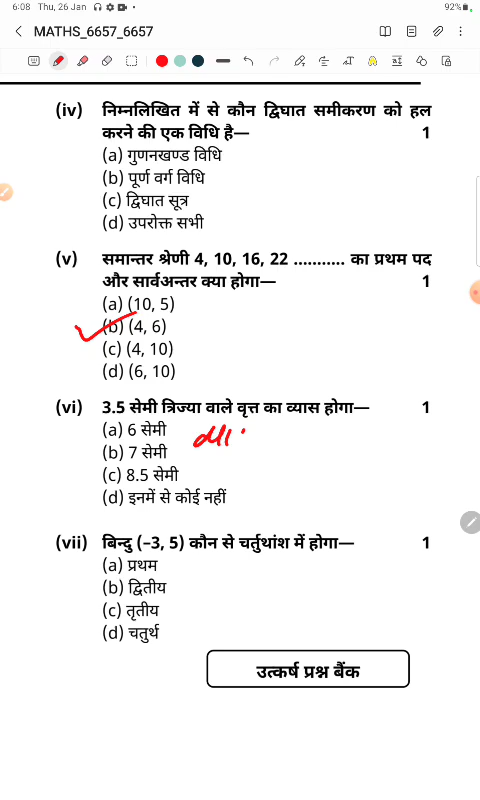 6:08 Thu, 26 Jan
92%
MATHS_6657_6657
(iv) निम्नलिखित में से कौन द्विघात समीकरण को हल
करने की एक विधि है— 1
(a) गुणनखण्ड विधि
(b) पूर्ण वर्ग विधि
(c) द्विघात सूत्र
(d) उपरोक्त सभी
(v) समान्तर श्रेणी 4, 10, 16, 22 ........... का प्रथम पद
और सार्वअन्तर क्या होगा— 1
(a) (10, 5)
(b) (4, 6)
(c) (4, 10)
(d) (6, 10)
(vi) 3.5 सेमी त्रिज्या वाले वृत्त का व्यास होगा— 1
(a) 6 सेमी
(b) 7 सेमी
(c) 8.5 सेमी
(d) इनमें से कोई नहीं
(vii) बिन्दु (–3, 5) कौन से चर्तुथांश में होगा— 1
(a) प्रथम
(b) द्वितीय
(c) तृतीय
(d) चतुर्थ
उत्कर्ष प्रश्न बैंक